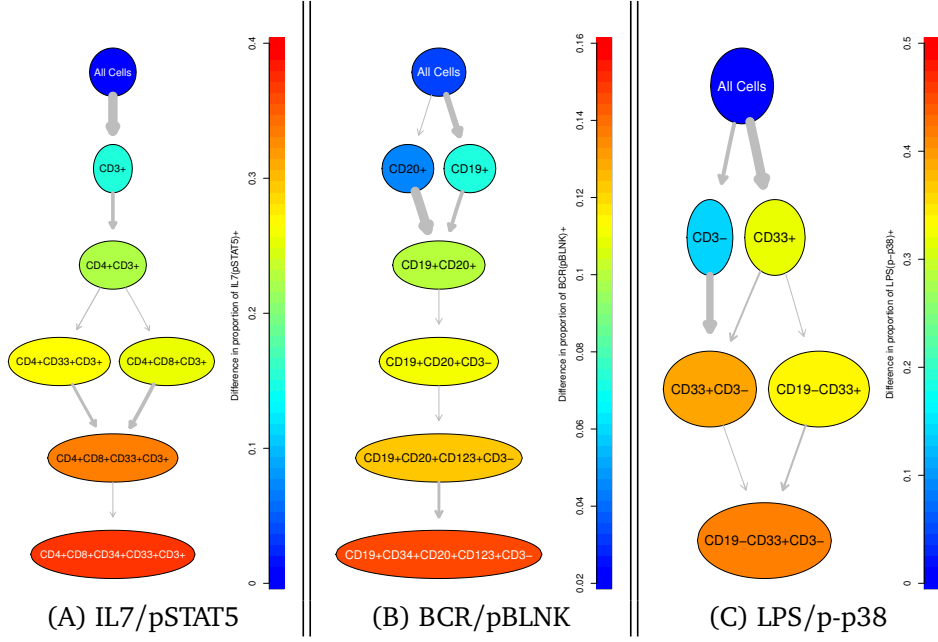 All Cells
CD3+
CD4+CD3+
CD4+CD33+CD3+
CD4+CD8+CD3+
CD4+CD8+CD33+CD3+
CD4+CD8+CD34+CD33+CD3+
Difference in proportion of IL7(pSTAT5)+
0.4
0.3
0.2
0.1
0
(A) IL7/pSTAT5
All Cells
CD20+
CD19+
CD19+CD20+
CD19+CD20+CD3−
CD19+CD20+CD123+CD3−
CD19+CD34+CD20+CD123+CD3−
Difference in proportion of BCR(pBLNK)+
0.16
0.14
0.12
0.1
0.08
0.06
0.04
0.02
(B) BCR/pBLNK
All Cells
CD3−
CD33+
CD33+CD3−
CD19−CD33+
CD19−CD33+CD3−
Difference in proportion of LPS(p−p38)+
0.5
0.4
0.3
0.2
0.1
0
(C) LPS/p-p38